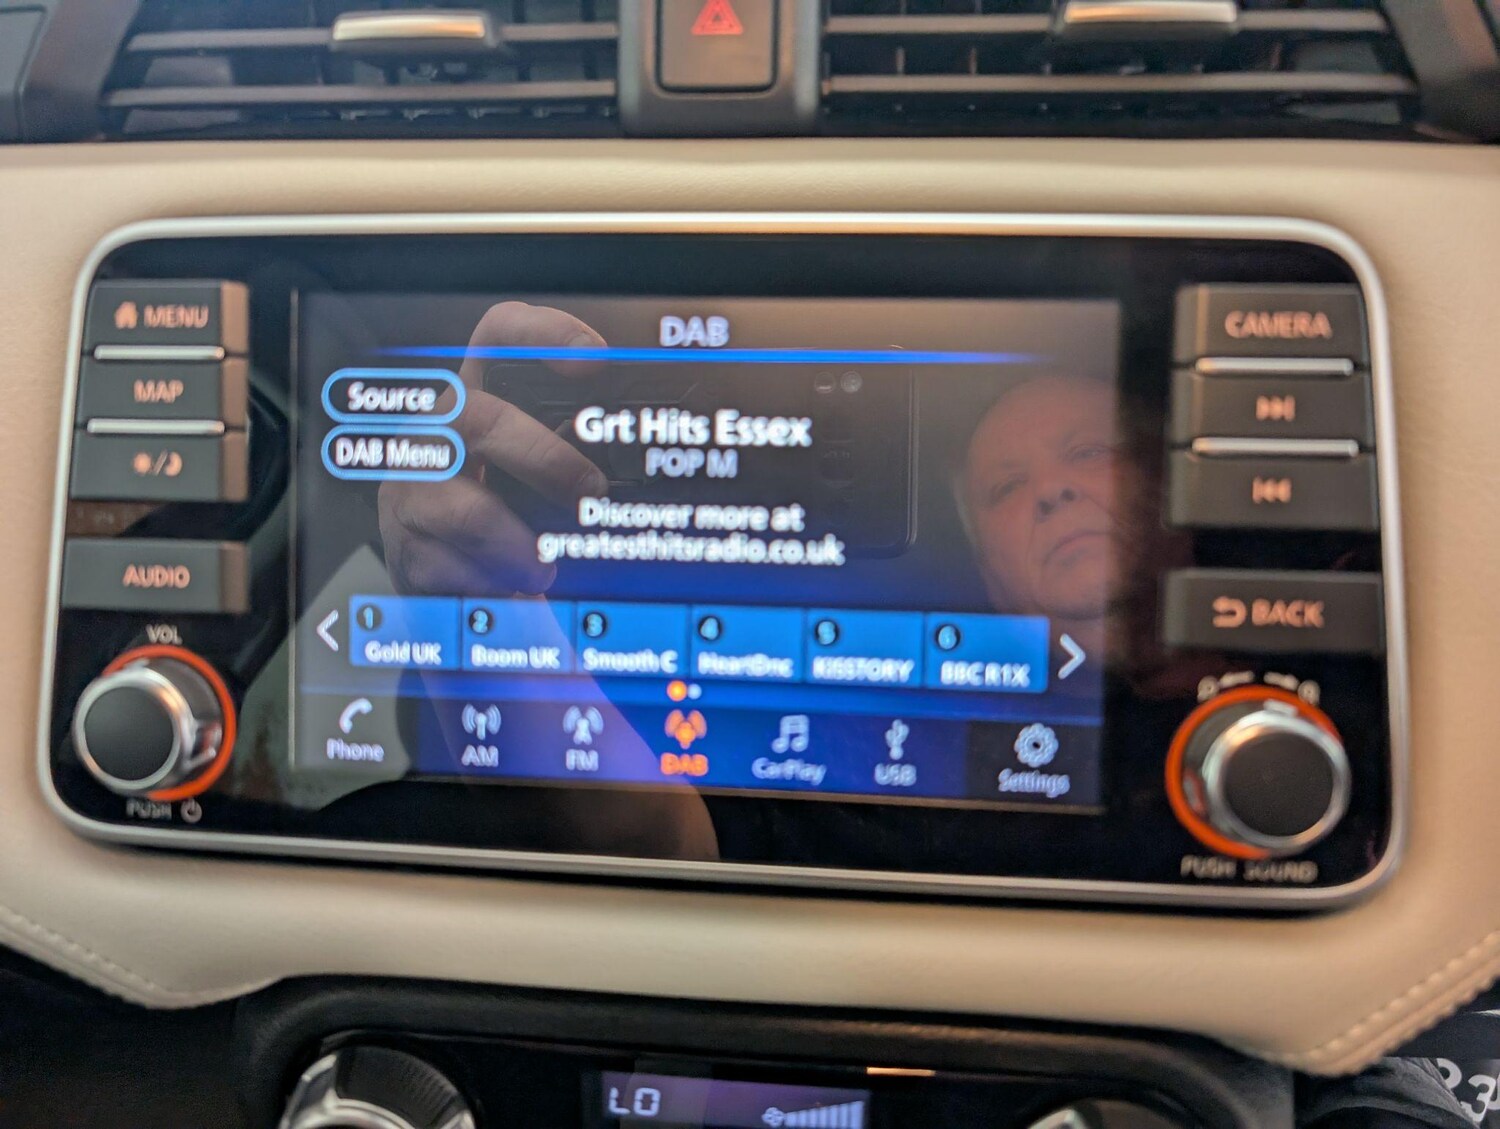 MENU
MAP
AUDIO
VOL
PUSH
DAB
Source
DAB Menu
Grt Hits Essex
POP M
Discover more at
greatesthitsradio.co.uk
1 2 3 4 5 6
Gold UK Boom UK Smooth C HeartDnc KISSTORY BBC R1X
Phone AM FM DAB CarPlay USB Settings
CAMERA
BACK
PUSH SOUND
LO